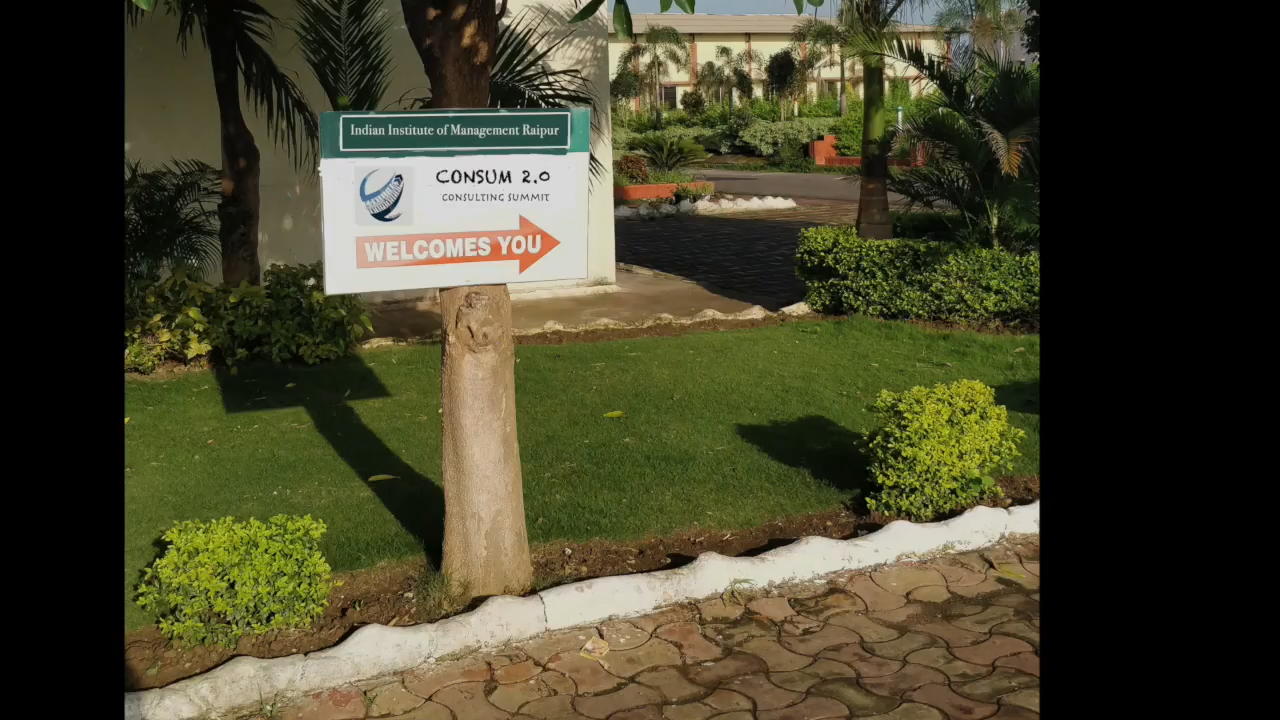 Indian Institute of Management Raipur
CONSUM 2.0
CONSULTING SUMMIT
WELCOMES YOU